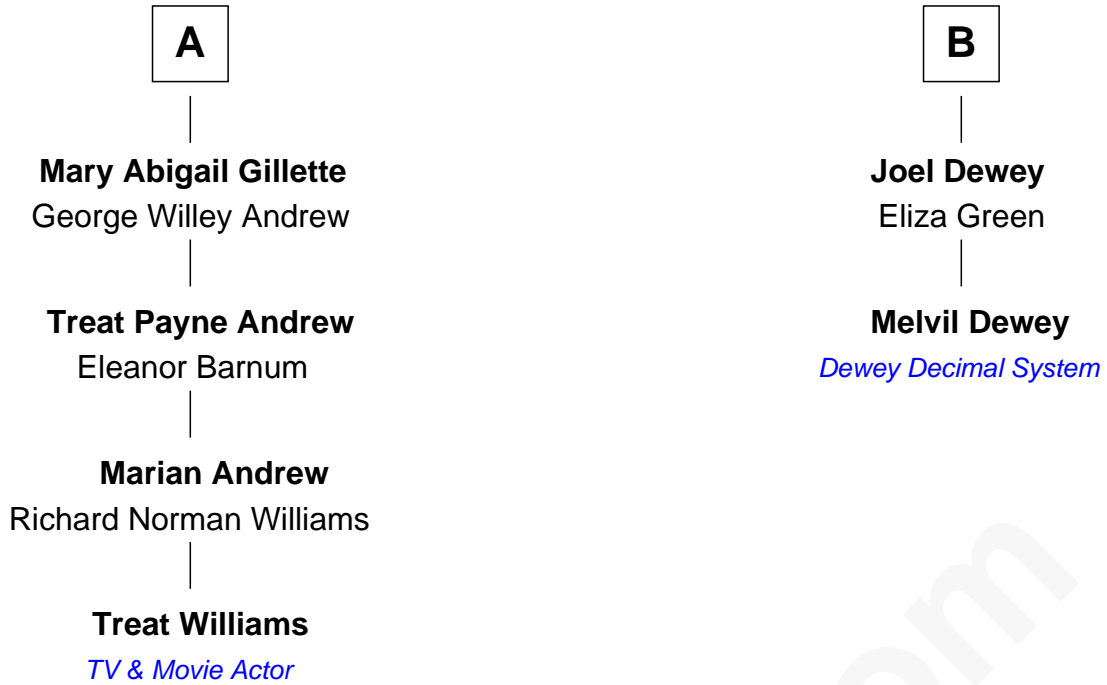 A
Mary Abigail Gillette
George Willey Andrew
Treat Payne Andrew
Eleanor Barnum
Marian Andrew
Richard Norman Williams
Treat Williams
TV & Movie Actor
B
Joel Dewey
Eliza Green
Melvil Dewey
Dewey Decimal System
om